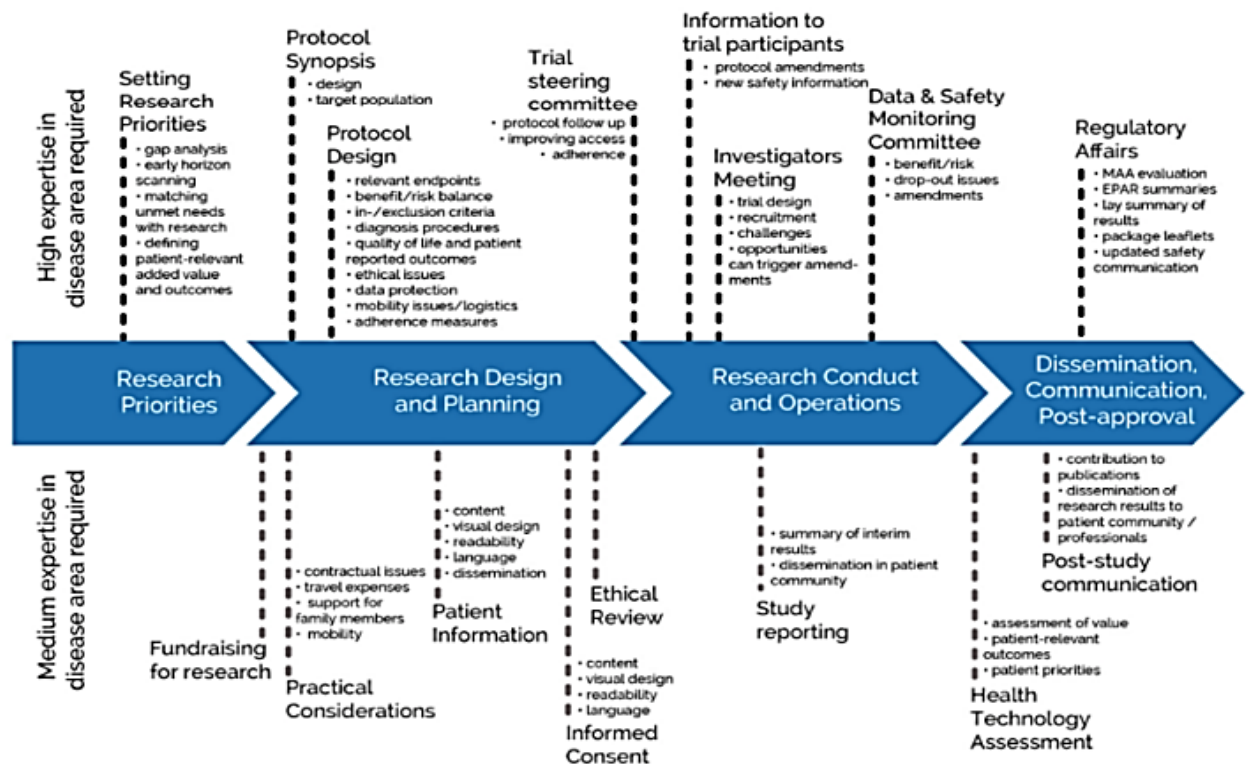 High expertise in
disease area required
Setting
Research
Priorities
• gap analysis
• early horizon
scanning
• matching
unmet needs
with research
• defining
patient-relevant
added value
and outcomes
Protocol
Synopsis
• design
• target population
Protocol
Design
• relevant endpoints
• benefit/risk balance
• in-/exclusion criteria
• diagnosis procedures
• quality of life and patient
reported outcomes
• ethical issues
• data protection
• mobility issues/logistics
• adherence measures
Trial
steering
committee
• protocol follow up
• improving access
• adherence
Information to
trial participants
• protocol amendments
• new safety information
Investigators
Meeting
• trial design
• recruitment
• challenges
• opportunities
can trigger amend-
ments
Data & Safety
Monitoring
Committee
• benefit/risk
• drop-out issues
• amendments
Regulatory
Affairs
• MAA evaluation
• EPAR summaries
• lay summary of
results
• package leaflets
• updated safety
communication
Research
Priorities
Research Design
and Planning
Research Conduct
and Operations
Dissemination,
Communication,
Post-approval
Medium expertise in
disease area required
Fundraising
for research
• contractual issues
• travel expenses
• support for
family members
• mobility
Practical
Considerations
• content
• visual design
• readability
• language
• dissemination
Patient
Information
Ethical
Review
• content
• visual design
• readability
• language
Informed
Consent
• summary of interim
results
• dissemination in patient
community
Study
reporting
• contribution to
publications
• dissemination of
research results to
patient community /
professionals
Post-study
communication
• assessment of value
• patient-relevant
outcomes
• patient priorities
Health
Technology
Assessment